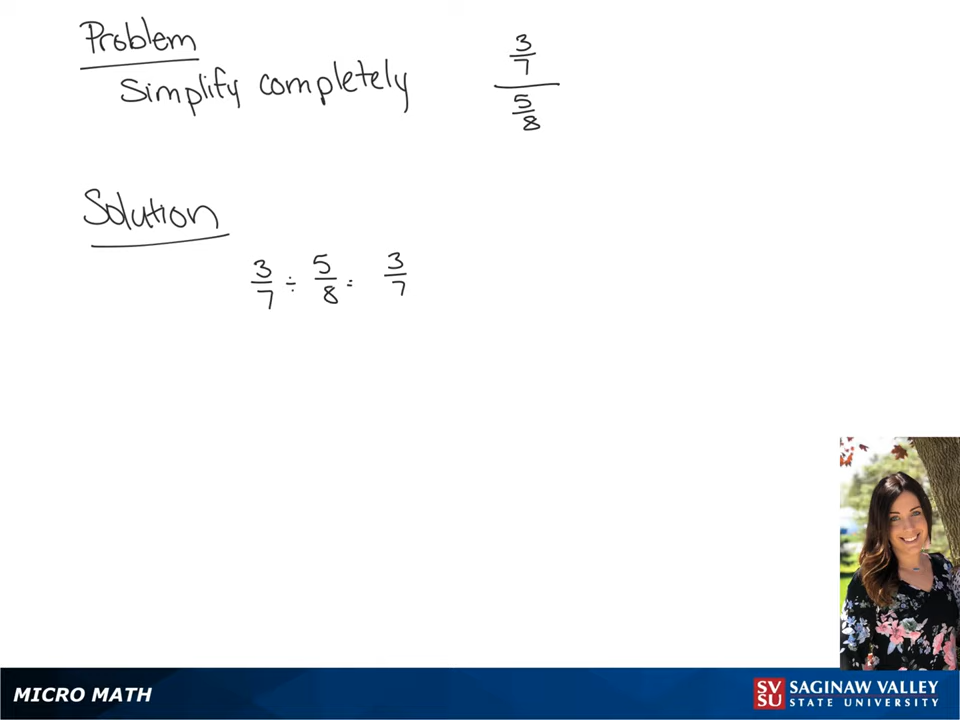 Problem
Simplify completely 3/7 / 5/8
Solution
3/7 ÷ 5/8 = 3/7
MICRO MATH
SVSU SAGINAW VALLEY
STATE UNIVERSITY